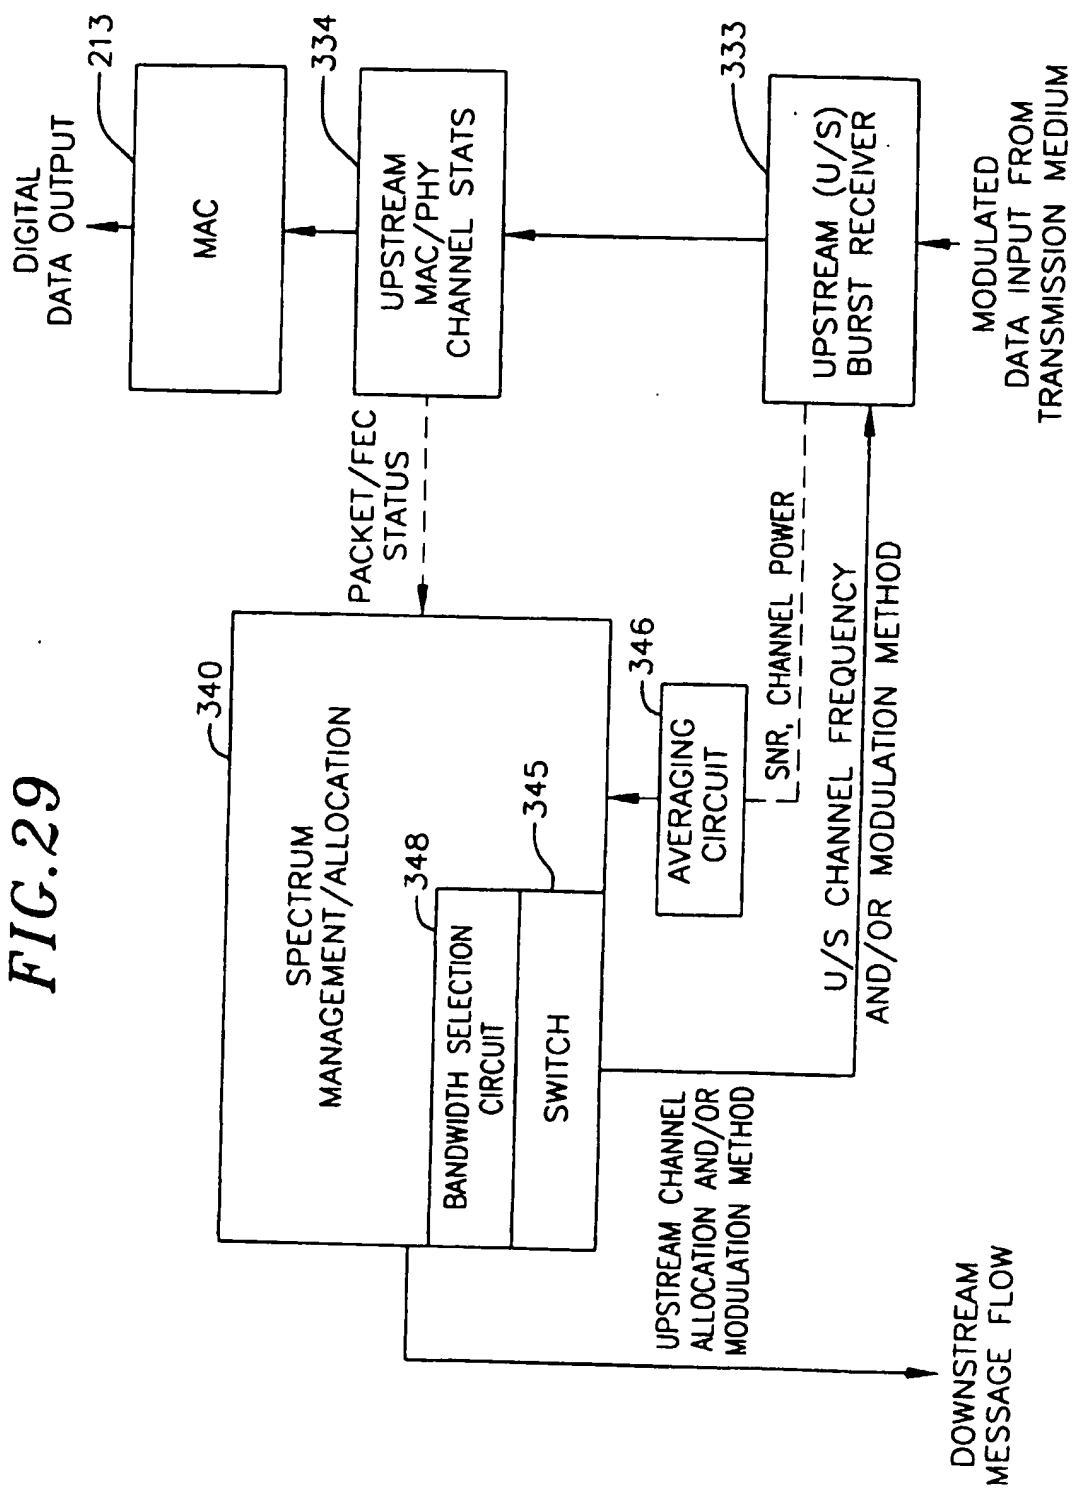 FIG.29
340
SPECTRUM
MANAGEMENT/ALLOCATION
348
BANDWIDTH SELECTION
CIRCUIT
345
SWITCH
346
AVERAGING
CIRCUIT
PACKET/FEC
STATUS
SNR, CHANNEL POWER
U/S CHANNEL FREQUENCY
AND/OR MODULATION METHOD
UPSTREAM CHANNEL
ALLOCATION AND/OR
MODULATION METHOD
DOWNSTREAM
MESSAGE FLOW
DIGITAL
DATA OUTPUT
213
MAC
334
UPSTREAM
MAC/PHY
CHANNEL STATS
333
UPSTREAM (U/S)
BURST RECEIVER
MODULATED
DATA INPUT FROM
TRANSMISSION MEDIUM